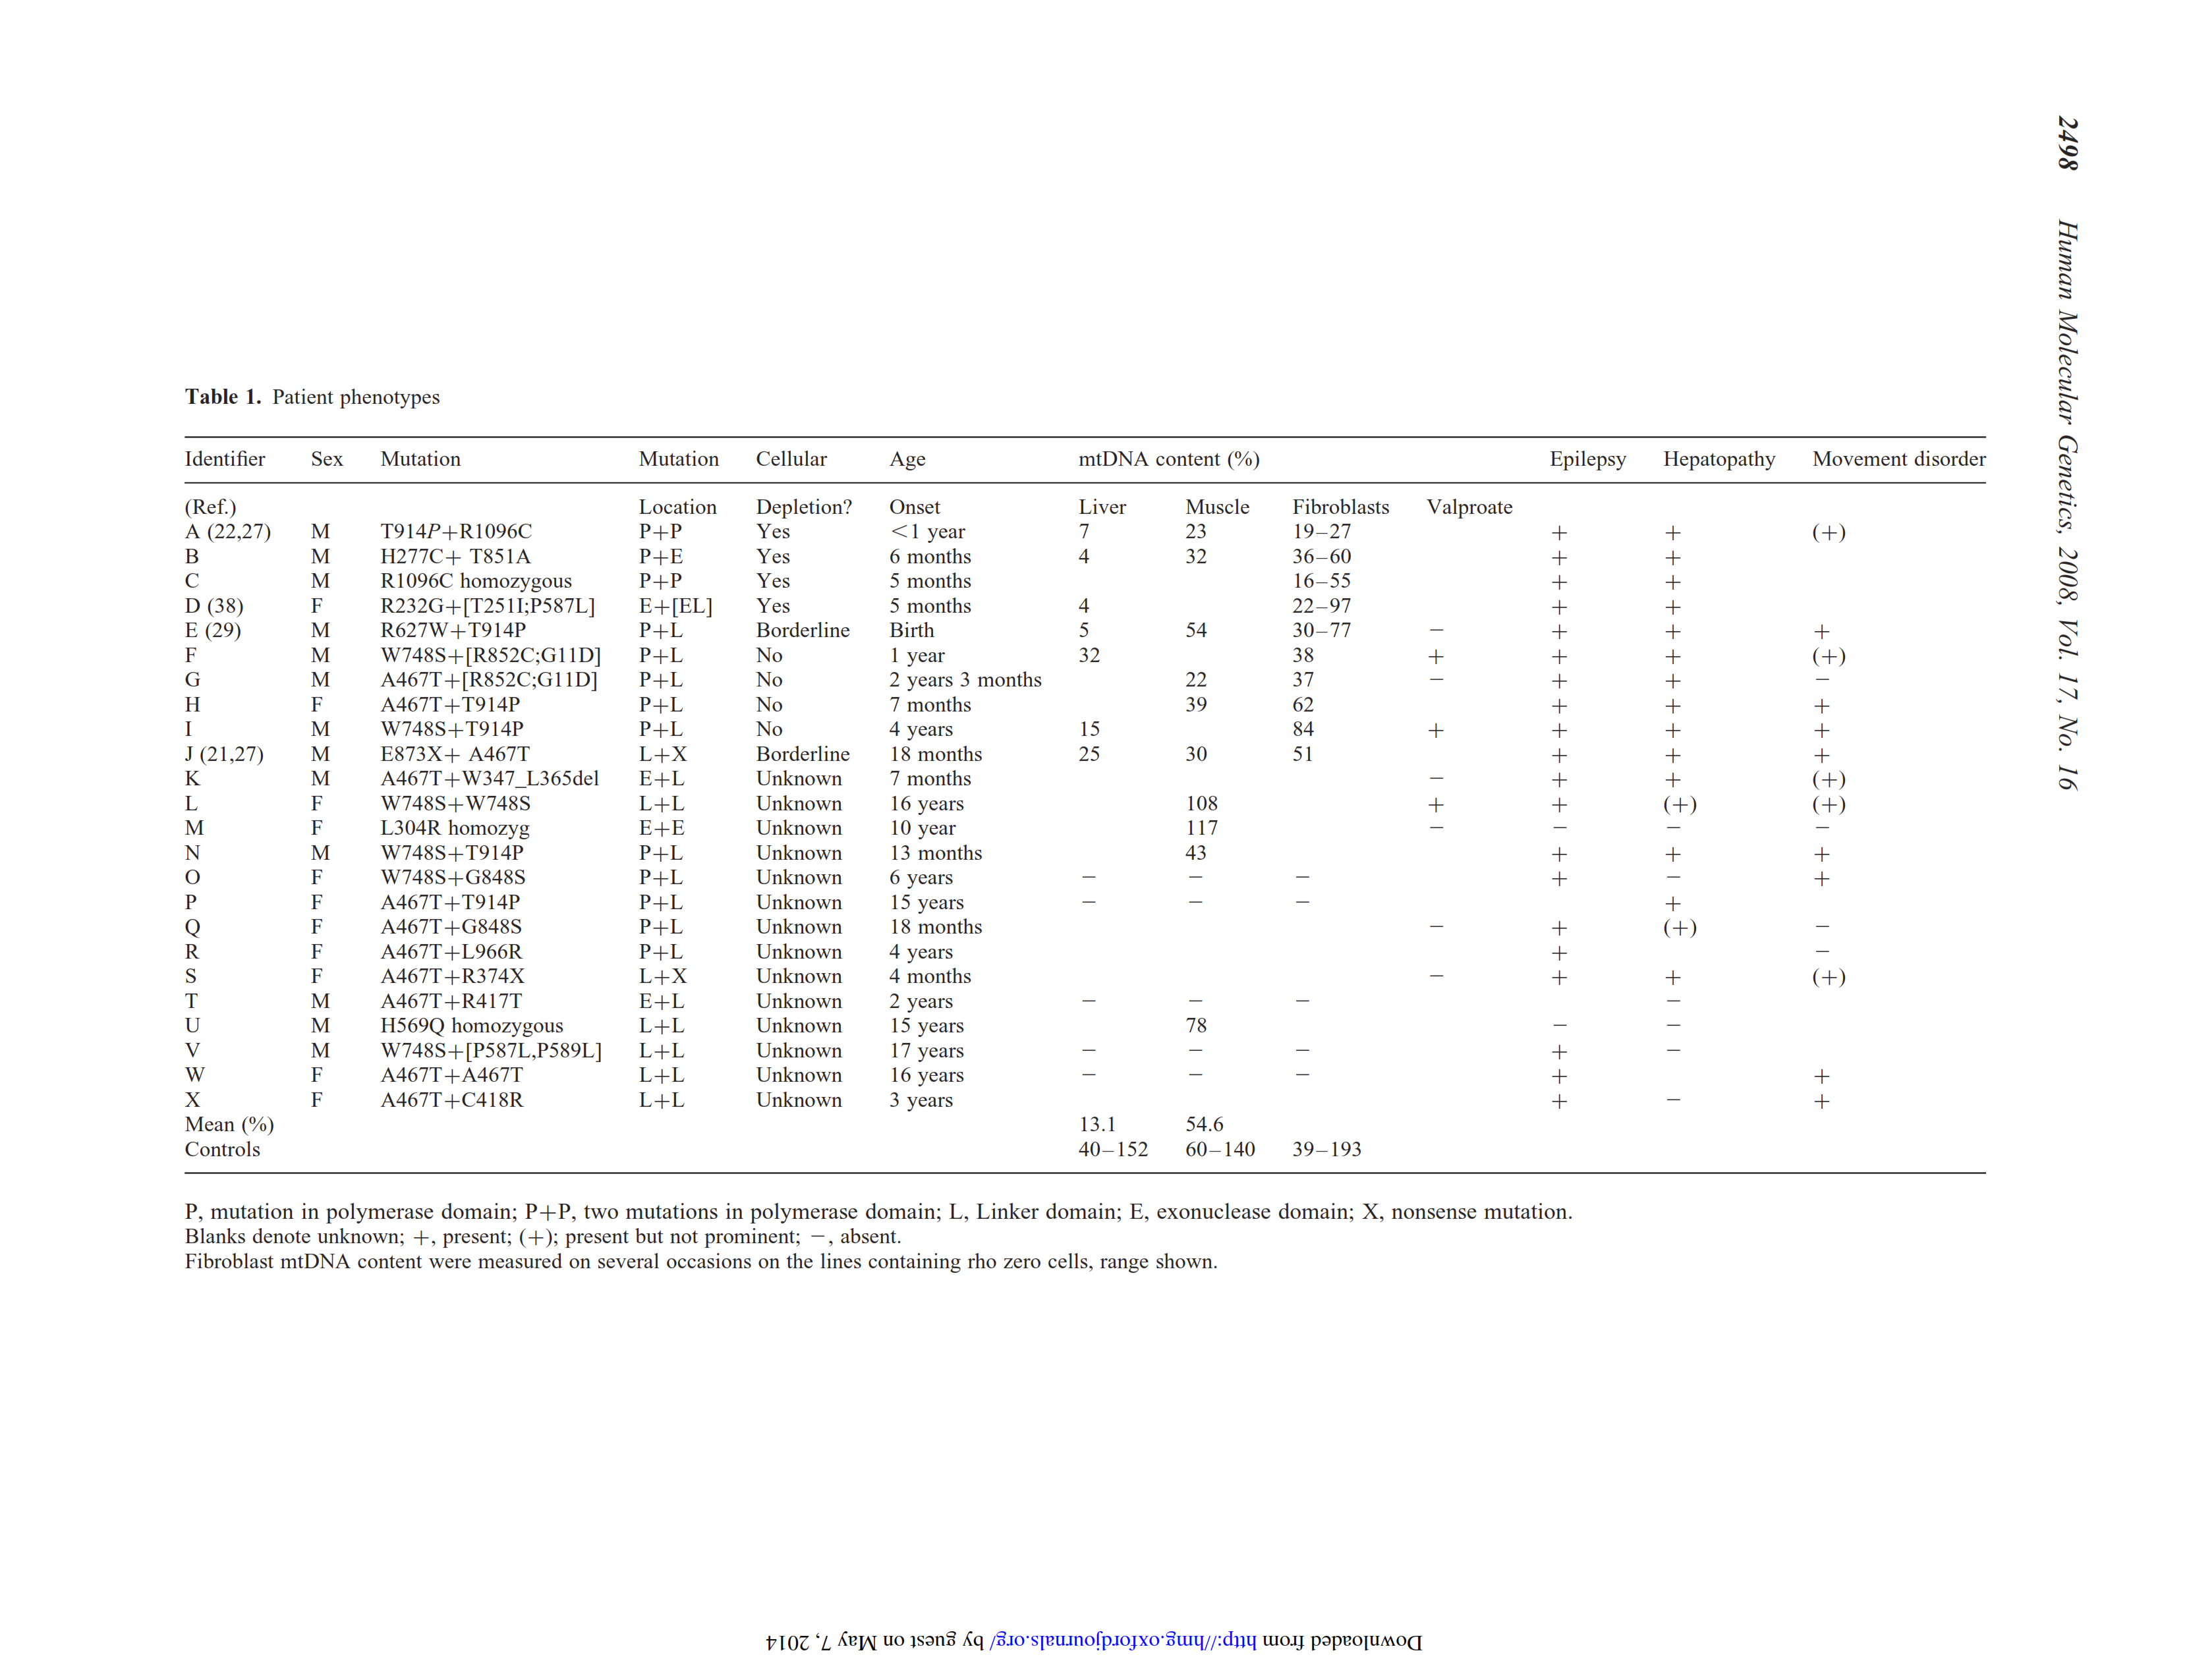 2498 Human Molecular Genetics, 2008, Vol. 17, No. 16
Table 1. Patient phenotypes
Identifier Sex Mutation Mutation Cellular Age mtDNA content (%) Epilepsy Hepatopathy Movement disorder
(Ref.) Location Depletion? Onset Liver Muscle Fibroblasts Valproate
A (22,27) M T914P+R1096C P+P Yes <1 year 7 23 19–27 + + (+)
B M H277C+ T851A P+E Yes 6 months 4 32 36–60 + +
C M R1096C homozygous P+P Yes 5 months 16–55 + +
D (38) F R232G+[T251I;P587L] E+[EL] Yes 5 months 4 22–97 + +
E (29) M R627W+T914P P+L Borderline Birth 5 54 30–77 − + + +
F M W748S+[R852C;G11D] P+L No 1 year 32 38 + + + (+)
G M A467T+[R852C;G11D] P+L No 2 years 3 months 22 37 − + + −
H F A467T+T914P P+L No 7 months 39 62 + + +
I M W748S+T914P P+L No 4 years 15 84 + + + +
J (21,27) M E873X+ A467T L+X Borderline 18 months 25 30 51 + + +
K M A467T+W347_L365del E+L Unknown 7 months − + + (+)
L F W748S+W748S L+L Unknown 16 years 108 + + (+) (+)
M F L304R homozyg E+E Unknown 10 year 117 − − − −
N M W748S+T914P P+L Unknown 13 months 43 + + +
O F W748S+G848S P+L Unknown 6 years − − − + − +
P F A467T+T914P P+L Unknown 15 years − − − +
Q F A467T+G848S P+L Unknown 18 months − + (+) −
R F A467T+L966R P+L Unknown 4 years + −
S F A467T+R374X L+X Unknown 4 months − + + (+)
T M A467T+R417T E+L Unknown 2 years − − − −
U M H569Q homozygous L+L Unknown 15 years 78 − −
V M W748S+[P587L,P589L] L+L Unknown 17 years − − − + −
W F A467T+A467T L+L Unknown 16 years − − − + +
X F A467T+C418R L+L Unknown 3 years + − +
Mean (%) 13.1 54.6
Controls 40–152 60–140 39–193
P, mutation in polymerase domain; P+P, two mutations in polymerase domain; L, Linker domain; E, exonuclease domain; X, nonsense mutation.
Blanks denote unknown; +, present; (+); present but not prominent; −, absent.
Fibroblast mtDNA content were measured on several occasions on the lines containing rho zero cells, range shown.
Downloaded from http://hmg.oxfordjournals.org/ by guest on May 7, 2014